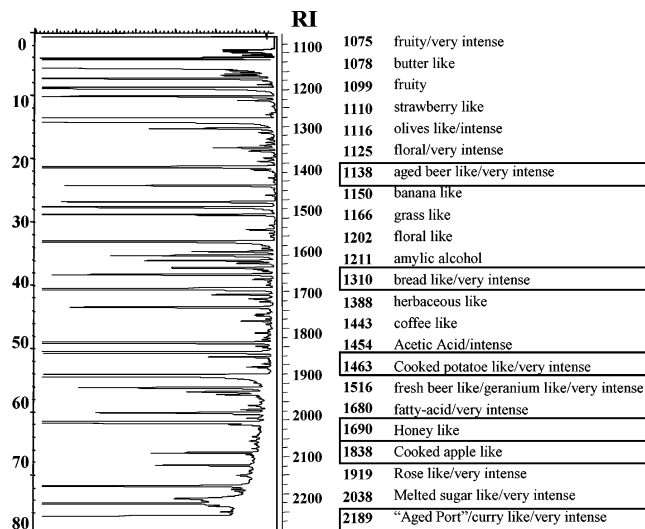 RI
0
10
20
30
40
50
60
70
80
1100
1200
1300
1400
1500
1600
1700
1800
1900
2000
2100
2200
1075 fruity/very intense
1078 butter like
1099 fruity
1110 strawberry like
1116 olives like/intense
1125 floral/very intense
1138 aged beer like/very intense
1150 banana like
1166 grass like
1202 floral like
1211 amylic alcohol
1310 bread like/very intense
1388 herbaceous like
1443 coffee like
1454 Acetic Acid/intense
1463 Cooked potatoe like/very intense
1516 fresh beer like/geranium like/very intense
1680 fatty-acid/very intense
1690 Honey like
1838 Cooked apple like
1919 Rose like/very intense
2038 Melted sugar like/very intense
2189 “Aged Port”/curry like/very intense